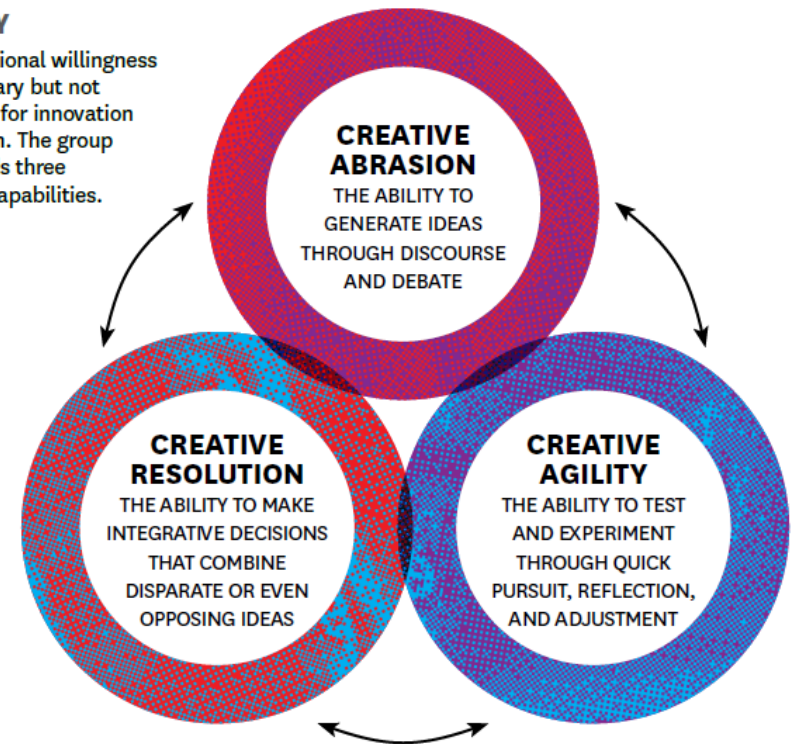 Y
ional willingness
ary but not
for innovation
. The group
s three
apabilities.
CREATIVE
ABRASION
THE ABILITY TO
GENERATE IDEAS
THROUGH DISCOURSE
AND DEBATE
CREATIVE
RESOLUTION
THE ABILITY TO MAKE
INTEGRATIVE DECISIONS
THAT COMBINE
DISPARATE OR EVEN
OPPOSING IDEAS
CREATIVE
AGILITY
THE ABILITY TO TEST
AND EXPERIMENT
THROUGH QUICK
PURSUIT, REFLECTION,
AND ADJUSTMENT